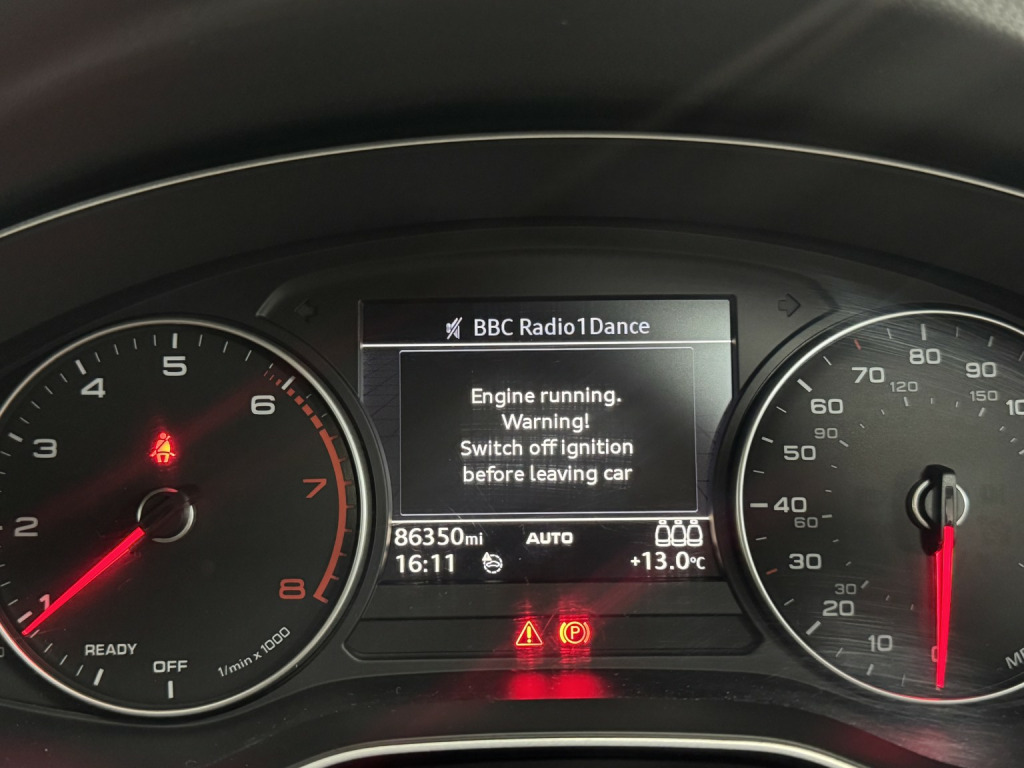 BBC Radio1Dance
Engine running.
Warning!
Switch off ignition
before leaving car
86350mi
AUTO
16:11
+13.0°C
1
2
3
4
5
6
7
8
READY
OFF
1/min x 1000
P
0
10
20
30
40
50
60
70
80
90
30
60
90
120
150